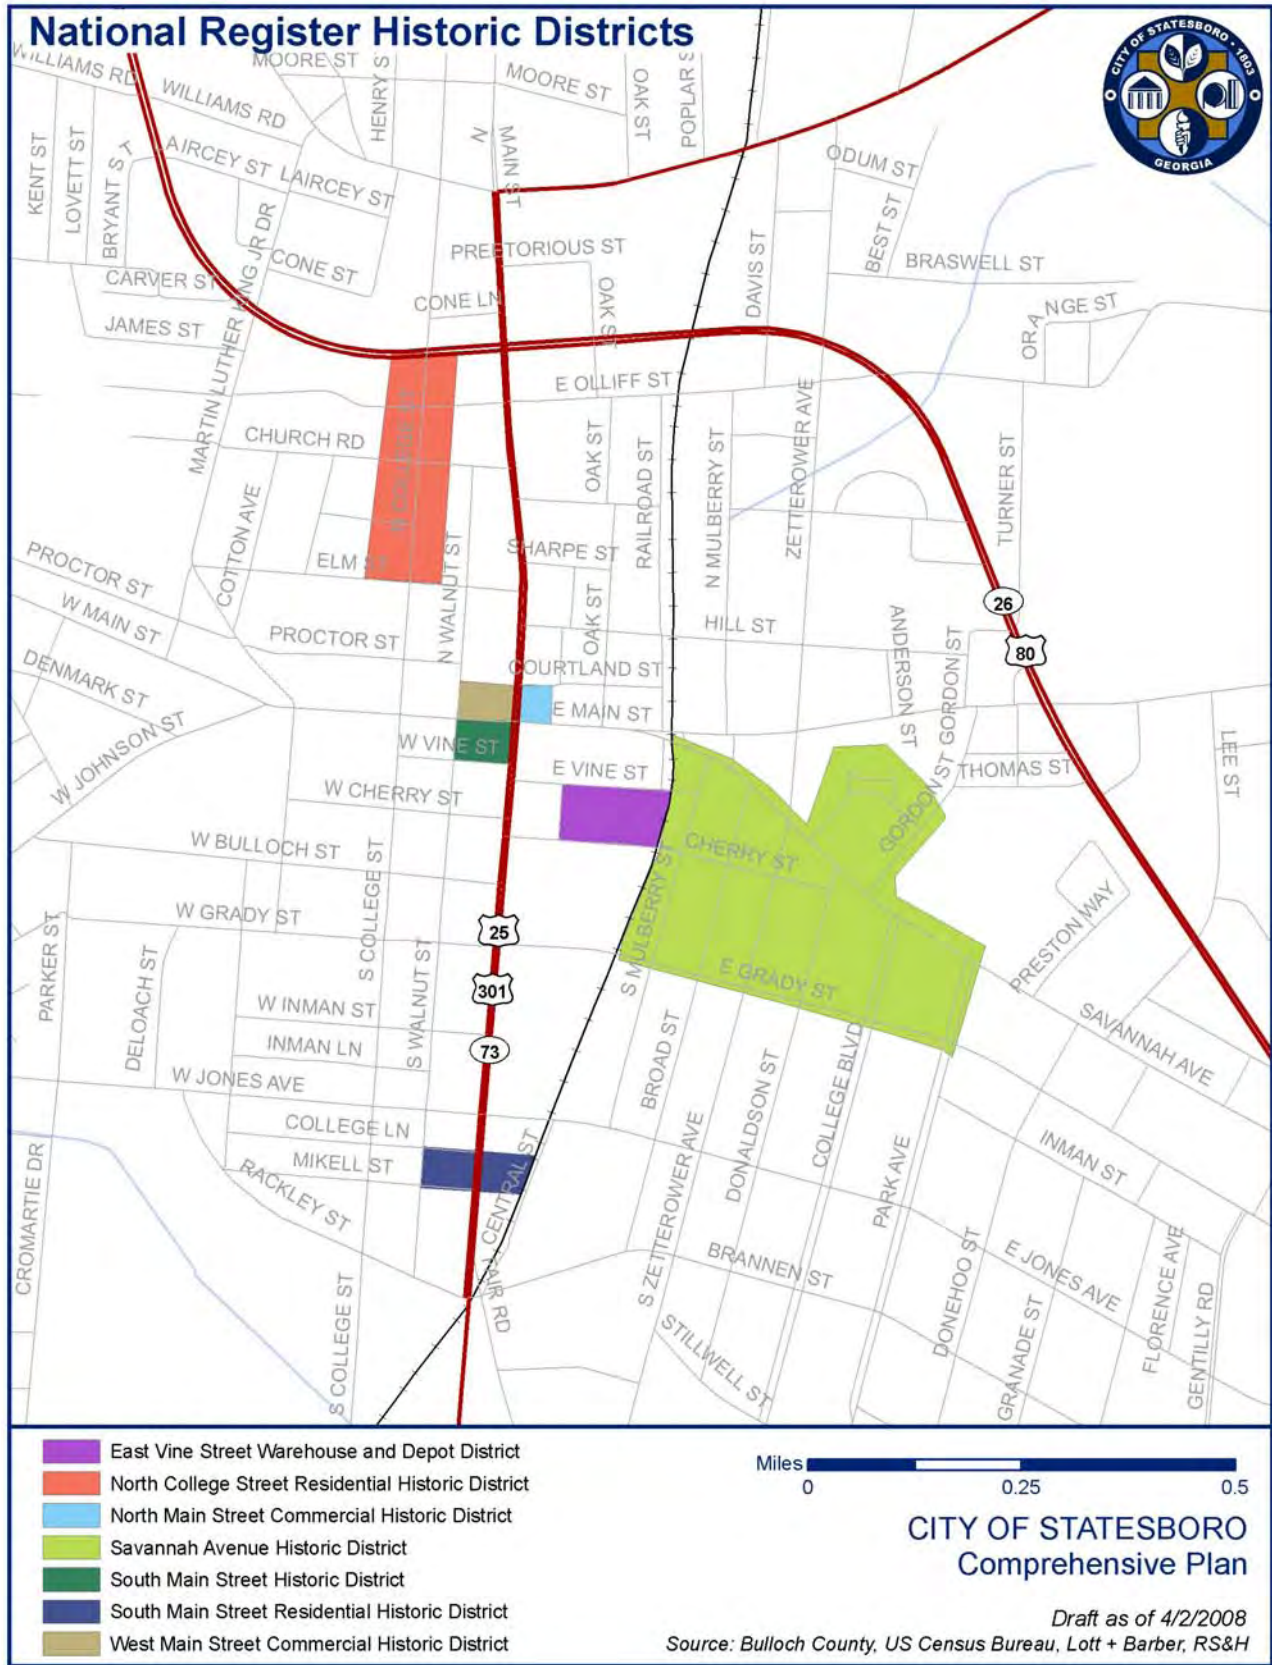 National Register Historic Districts
CITY OF STATESBORO • 1803
GEORGIA
WILLIAMS RD
MOORE ST
HENRY S
MOORE ST
OAK ST
POPLAR S
WILLIAMS RD
N
MAIN ST
KENT ST
LOVETT ST
BRYANT ST
AIRCEY ST
LAIRCEY ST
ODUM ST
BEST ST
BRASWELL ST
PREETORIOUS ST
CONE ST
CARVER ST
CONE LN
OAK ST
DAVIS ST
ORA
NGE ST
JAMES ST
MARTIN LUTHER KING JR DR
E OLLIFF ST
ZETTEROWER AVE
CHURCH RD
W COLLEGE ST
OAK ST
RAILROAD ST
N MULBERRY ST
TURNER ST
COTTON AVE
ELM ST
N WALNUT ST
SHARPE ST
PROCTOR ST
W MAIN ST
PROCTOR ST
OAK ST
HILL ST
ANDERSON ST
GORDON ST
26
80
COURTLAND ST
DENMARK ST
E MAIN ST
W JOHNSON ST
W VINE ST
E VINE ST
THOMAS ST
LEE ST
GORDON ST
W CHERRY ST
W BULLOCH ST
CHERRY ST
S COLLEGE ST
W GRADY ST
25
S MULBERRY ST
E GRADY ST
PRESTON WAY
PARKER ST
DELOACH ST
W INMAN ST
S WALNUT ST
301
SAVANNAH AVE
INMAN LN
73
BROAD ST
DONALDSON ST
COLLEGE BLVD
W JONES AVE
COLLEGE LN
MIKELL ST
RACKLEY ST
CENTRAL ST
S ZETTEROWER AVE
PARK AVE
INMAN ST
CROMARTIE DR
BRANNEN ST
DONEHOO ST
E JONES AVE
FLORENCE AVE
GENTILLY RD
S COLLEGE ST
AIR RD
STILLWELL ST
GRANADE ST
East Vine Street Warehouse and Depot District
North College Street Residential Historic District
North Main Street Commercial Historic District
Savannah Avenue Historic District
South Main Street Historic District
South Main Street Residential Historic District
West Main Street Commercial Historic District
Miles
0 0.25 0.5
CITY OF STATESBORO
Comprehensive Plan
Draft as of 4/2/2008
Source: Bulloch County, US Census Bureau, Lott + Barber, RS&H